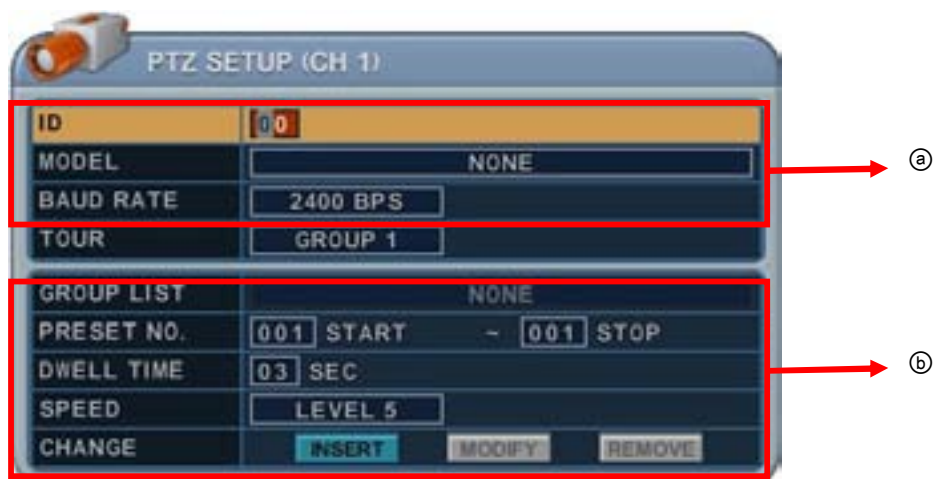 PTZ SETUP (CH 1)
ID 00
MODEL NONE
ⓐ
BAUD RATE 2400 BPS
TOUR GROUP 1
GROUP LIST NONE
PRESET NO. 001 START ~ 001 STOP
DWELL TIME 03 SEC
ⓑ
SPEED LEVEL 5
CHANGE INSERT MODIFY REMOVE